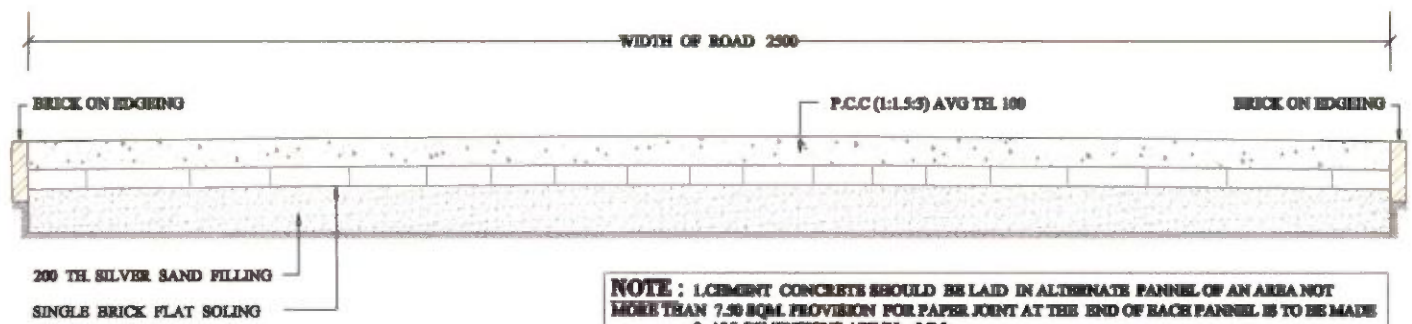 WIDTH OF ROAD 2500
BRICK ON EDGEING
P.C.C (1:1.5:3) AVG TH. 100
BRICK ON EDGEING
200 TH. SILVER SAND FILLING
SINGLE BRICK FLAT SOLING
NOTE : 1.CEMENT CONCRETE SHOULD BE LAID IN ALTERNATE PANNEL OF AN AREA NOT
MORE THAN 7.50 SQM. PROVISION FOR PAPER JOINT AT THE END OF EACH PANNEL IS TO BE MADE